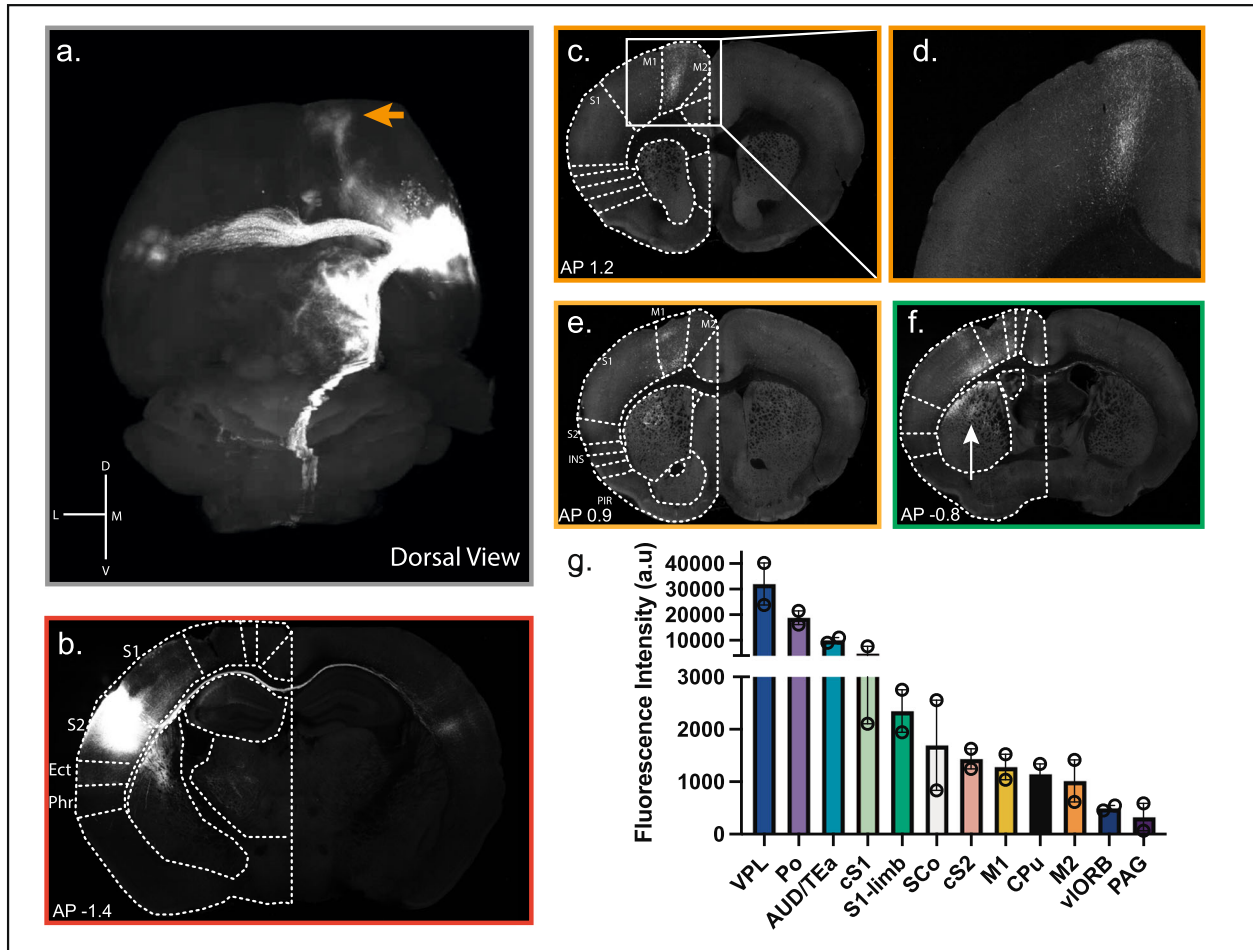 a.
D
L
M
V
Dorsal View
b.
S1
S2
Ect
Phr
AP -1.4
c.
M1
M2
S1
AP 1.2
d.
e.
M1
M2
S1
S2
INS
PIR
AP 0.9
f.
AP -0.8
g.
Fluorescence Intensity (a.u)
40000
30000
20000
10000
3000
2000
1000
0
VPL
Po
AUD/TEa
cS1
S1-limb
SCo
cS2
M1
CPu
M2
vlORB
PAG